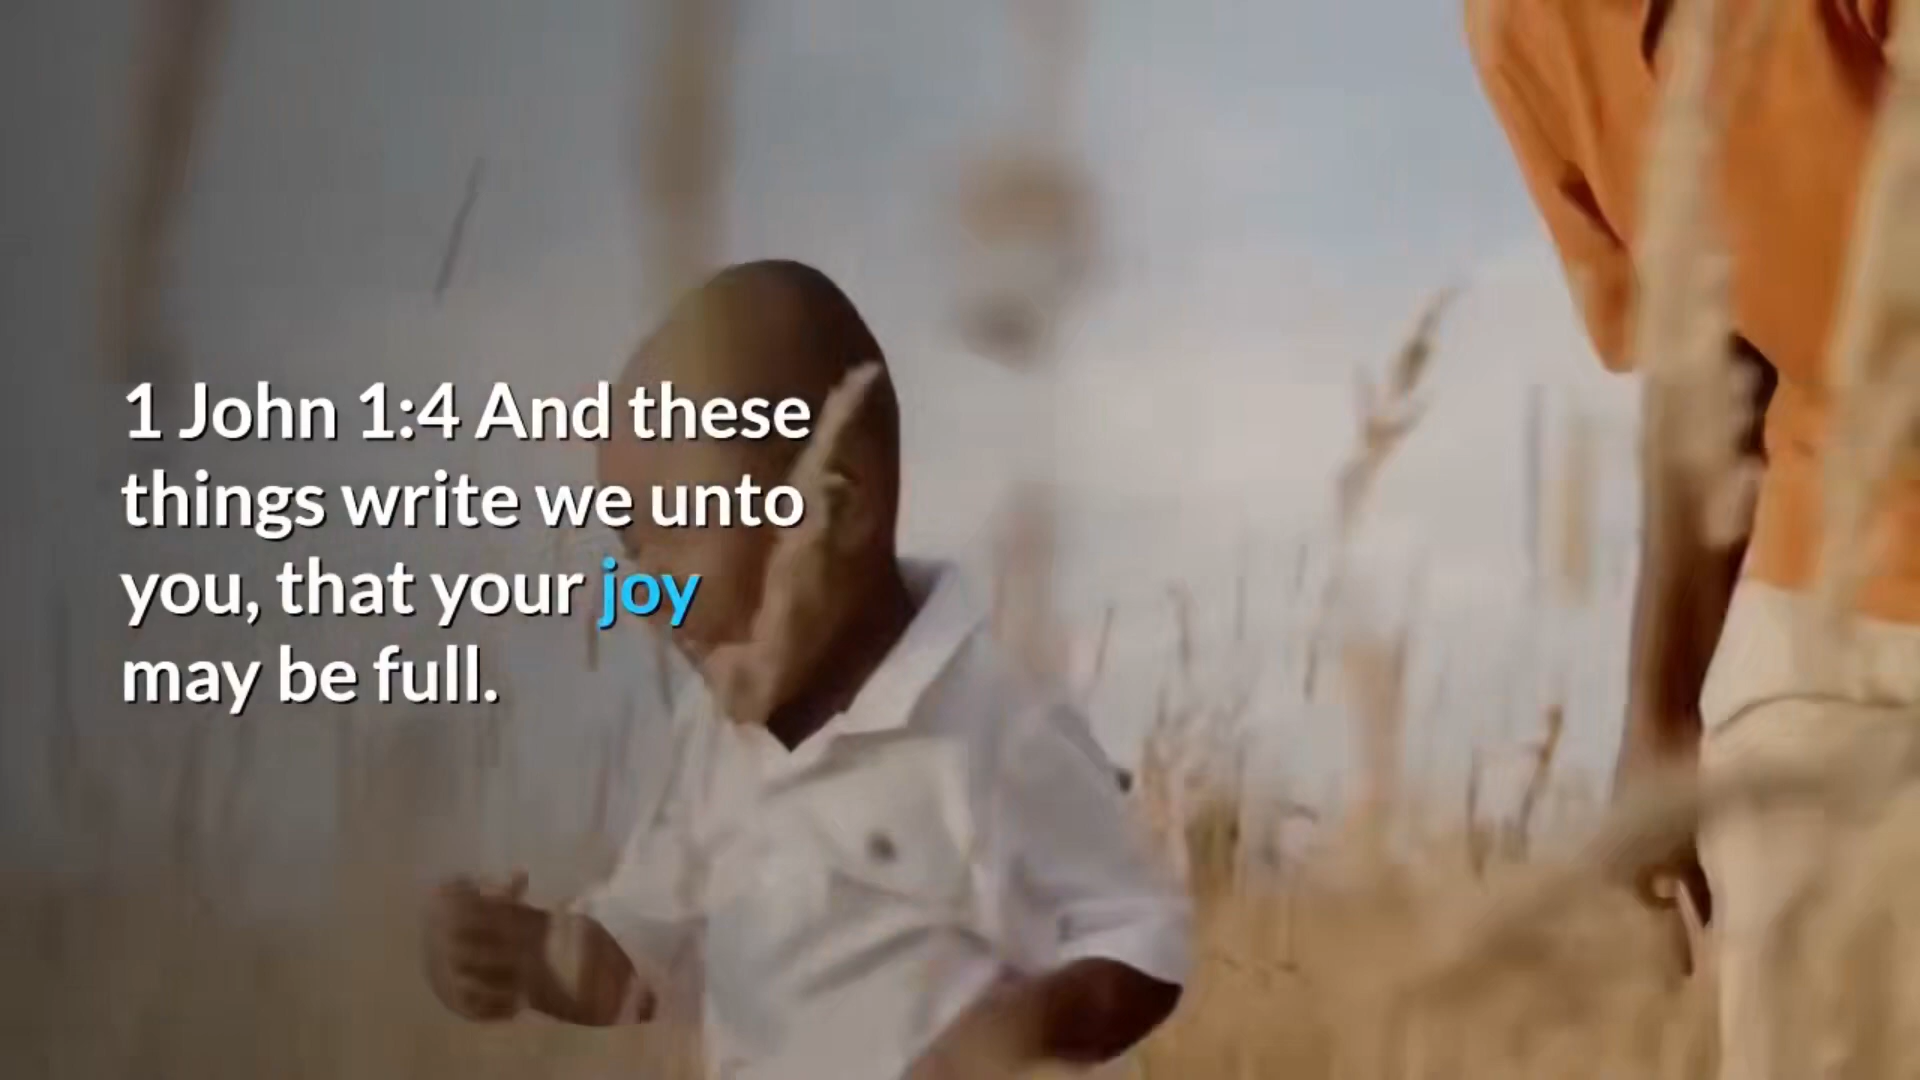 1 John 1:4 And these
things write we unto
you, that your joy
may be full.